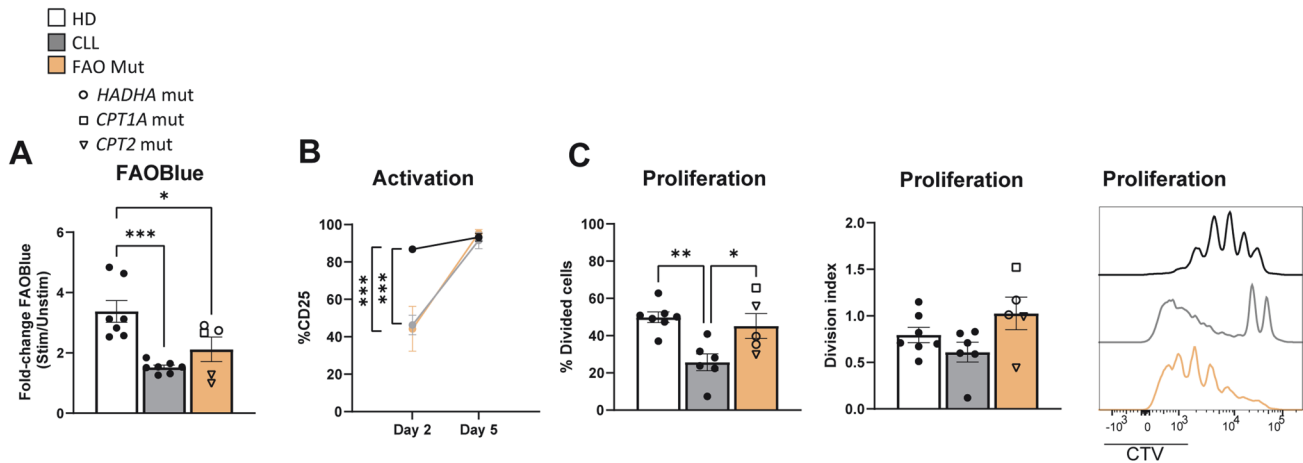 HD
CLL
FAO Mut
HADHA mut
CPT1A mut
CPT2 mut
A
FAOBlue
Fold-change FAOBlue
(Stim/Unstim)
6
4
2
0
*
***
B
Activation
%CD25
100
80
60
40
20
0
***
***
Day 2
Day 5
C
Proliferation
% Divided cells
100
80
60
40
20
0
**
*
Proliferation
Division index
2.0
1.5
1.0
0.5
0.0
Proliferation
-10³ 0 10³ 10⁴ 10⁵
CTV